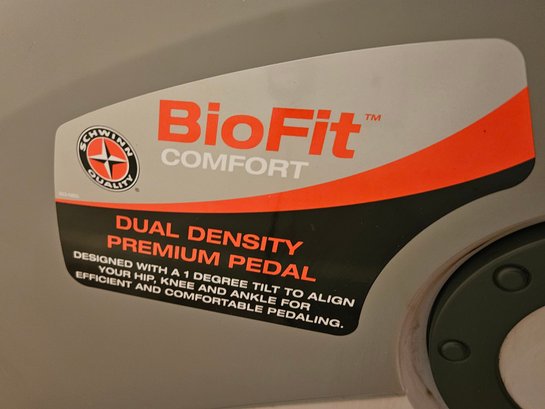 BioFit™
COMFORT
SCHWINN
QUALITY
®
DUAL DENSITY
PREMIUM PEDAL
DESIGNED WITH A 1 DEGREE TILT TO ALIGN
YOUR HIP, KNEE AND ANKLE FOR
EFFICIENT AND COMFORTABLE PEDALING.